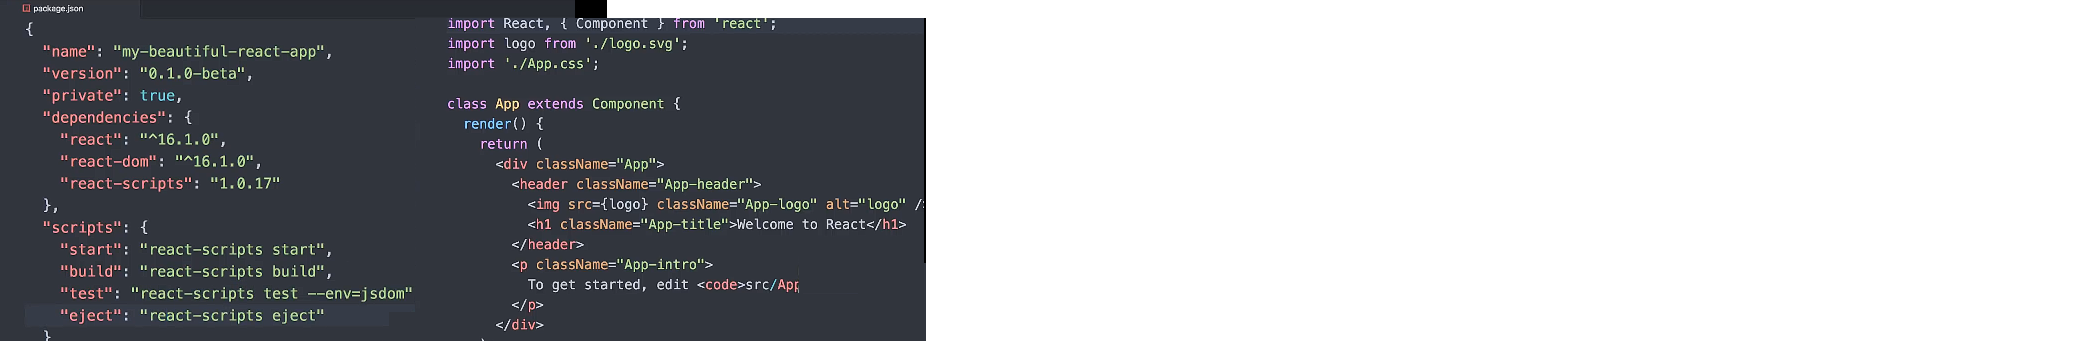 package.json
{
"name": "my-beautiful-react-app",
"version": "0.1.0-beta",
"private": true,
"dependencies": {
"react": "^16.1.0",
"react-dom": "^16.1.0",
"react-scripts": "1.0.17"
},
"scripts": {
"start": "react-scripts start",
"build": "react-scripts build",
"test": "react-scripts test --env=jsdom"
"eject": "react-scripts eject"
}
import React, { Component } from 'react';
import logo from './logo.svg';
import './App.css';
class App extends Component {
render() {
return (
<div className="App">
<header className="App-header">
<img src={logo} className="App-logo" alt="logo" />
<h1 className="App-title">Welcome to React</h1>
</header>
<p className="App-intro">
To get started, edit <code>src/App
</p>
</div>